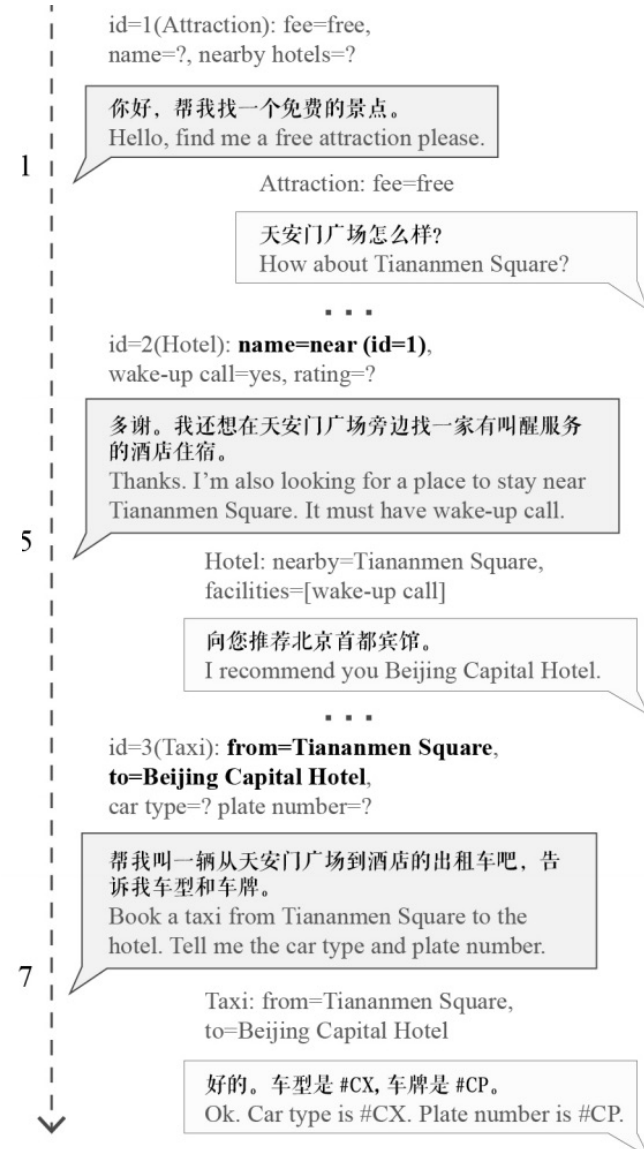 id=1(Attraction): fee=free,
name=?, nearby hotels=?
你好，帮我找一个免费的景点。
Hello, find me a free attraction please.
1
Attraction: fee=free
天安门广场怎么样?
How about Tiananmen Square?
...
id=2(Hotel): name=near (id=1),
wake-up call=yes, rating=?
多谢。我还想在天安门广场旁边找一家有叫醒服务
的酒店住宿。
Thanks. I'm also looking for a place to stay near
Tiananmen Square. It must have wake-up call.
5
Hotel: nearby=Tiananmen Square,
facilities=[wake-up call]
向您推荐北京首都宾馆。
I recommend you Beijing Capital Hotel.
...
id=3(Taxi): from=Tiananmen Square,
to=Beijing Capital Hotel,
car type=? plate number=?
帮我叫一辆从天安门广场到酒店的出租车吧，告
诉我车型和车牌。
Book a taxi from Tiananmen Square to the
hotel. Tell me the car type and plate number.
7
Taxi: from=Tiananmen Square,
to=Beijing Capital Hotel
好的。车型是 #CX, 车牌是 #CP。
Ok. Car type is #CX. Plate number is #CP.